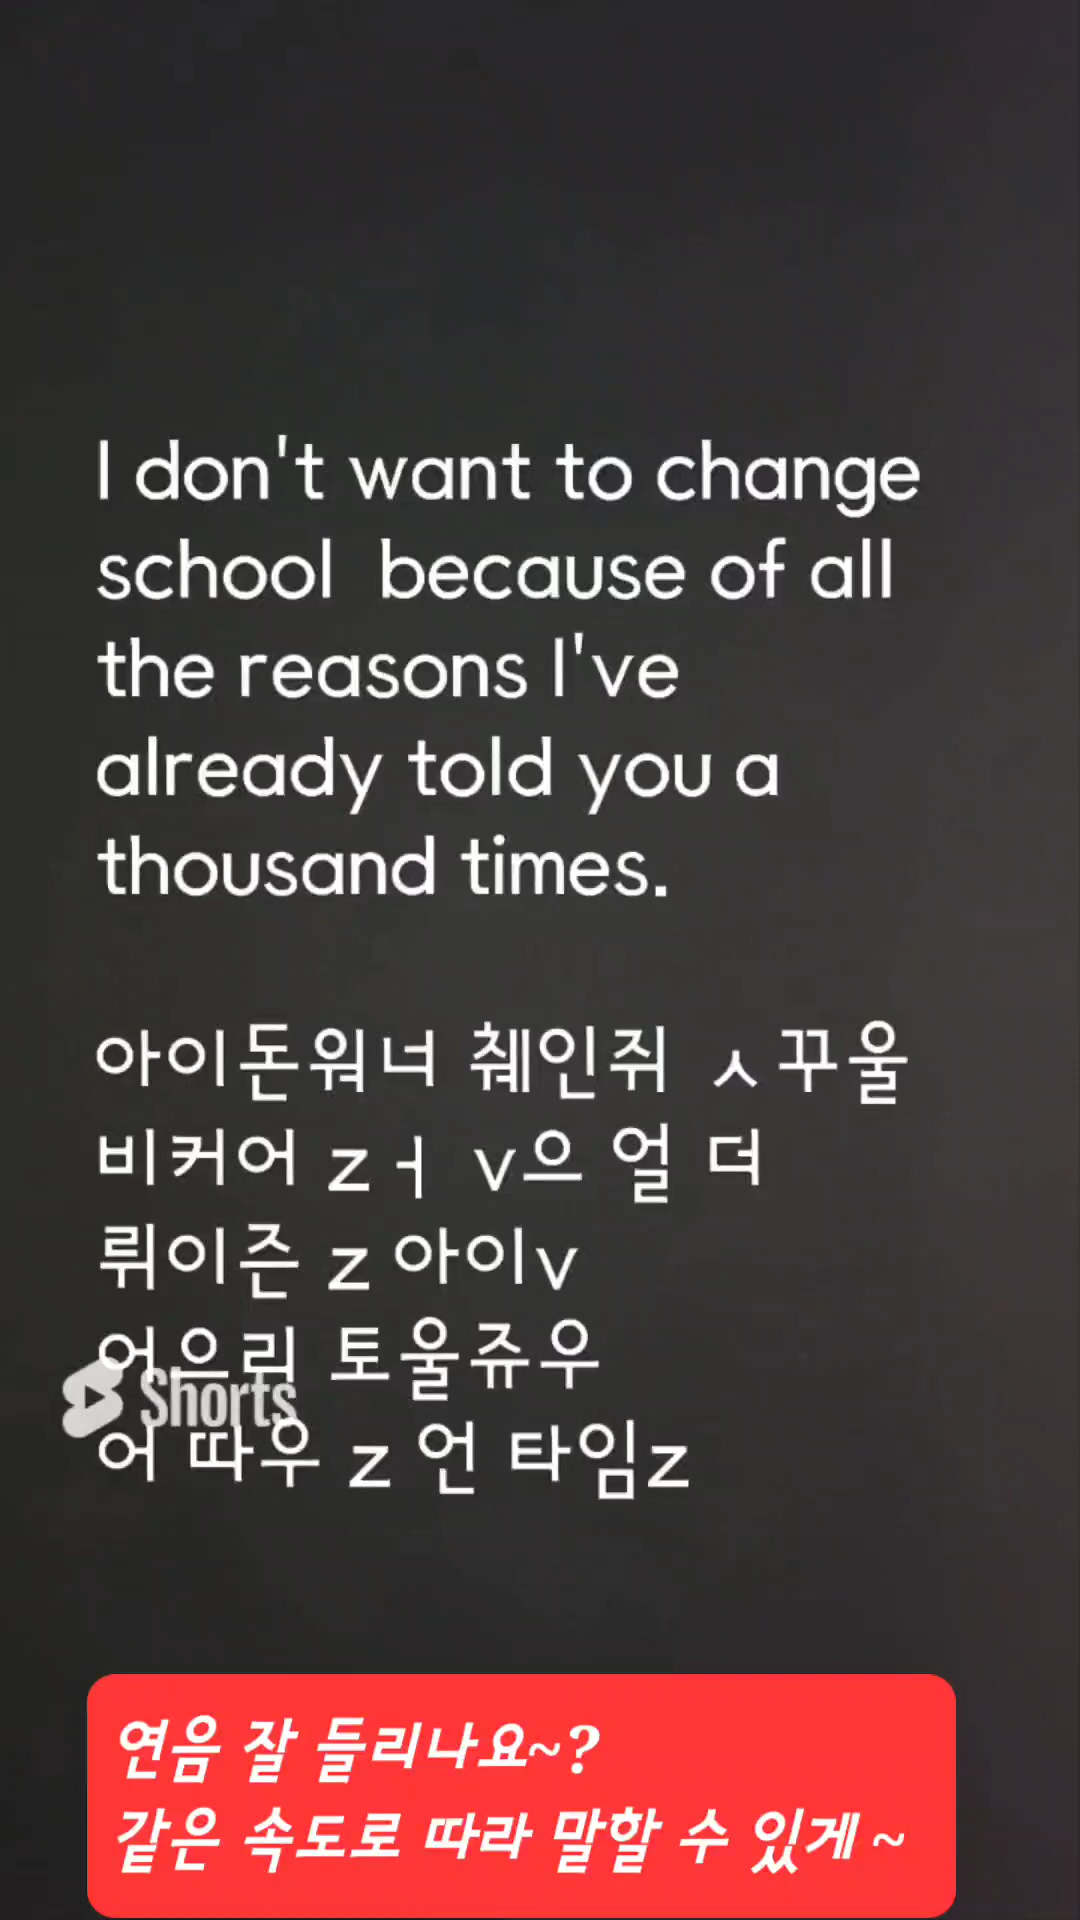 I don't want to change
school because of all
the reasons I've
already told you a
thousand times.
아이돈워너 췌인쥐 ㅅ꾸울
비커어 zㅓ v으 얼 뎌
뤼이즌 z 아이v
어으리 토울쥬우
Shorts
어 따우 z 언 타임z
연음 잘 들리나요~?
같은 속도로 따라 말할 수 있게~